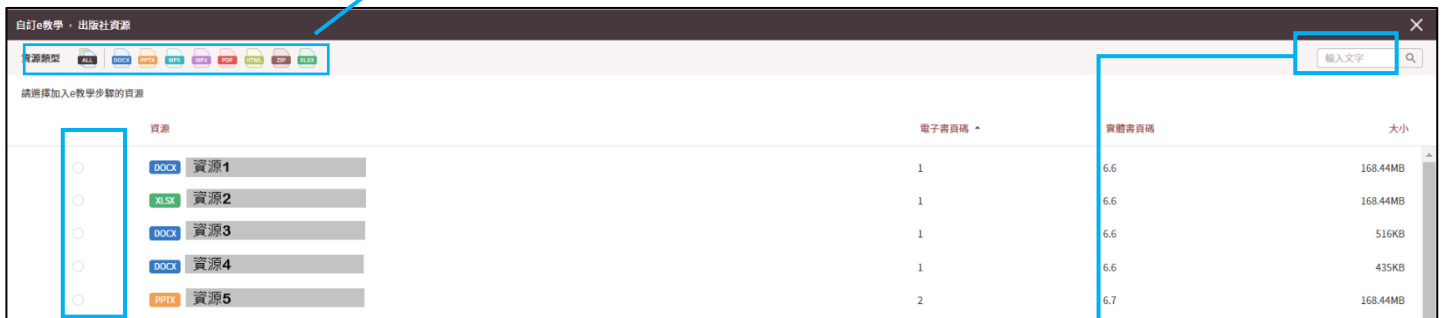 自訂e教學 › 出版社資源
資源類型 ALL DOCX PPTX MP3 MP4 PDF HTML ZIP XLSX 輸入文字
請選擇加入e教學步驟的資源
資源 電子書頁碼 實體書頁碼 大小
DOCX 資源1 1 6.6 168.44MB
XLSX 資源2 1 6.6 168.44MB
DOCX 資源3 1 6.6 516KB
DOCX 資源4 1 6.6 435KB
PPTX 資源5 2 6.7 168.44MB